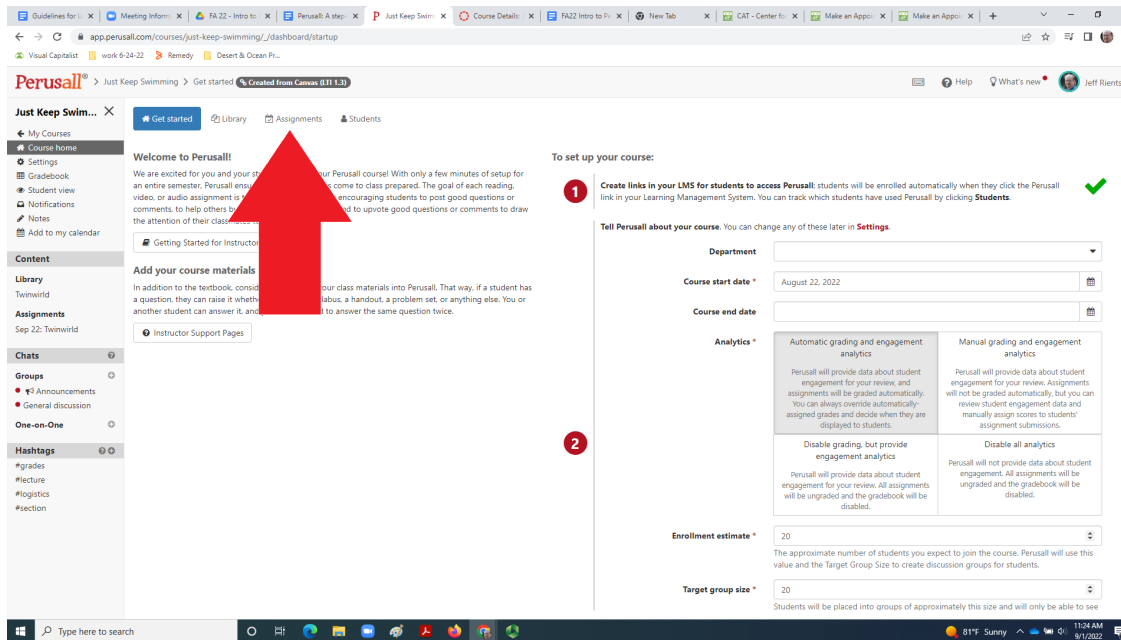 Guidelines for U
Meeting Inform
FA 22 - Intro to
Perusall: A step
Just Keep Swim
Course Details:
FA22 Intro to Pe
New Tab
CAT - Center for
Make an Appoin
Make an Appoin
app.perusall.com/courses/just-keep-swimming/_/dashboard/startup
Visual Capitalist
work 6-24-22
Remedy
Desert & Ocean Pr...
Perusall® > Just Keep Swimming > Get started Created from Canvas (LTI 1.3)
Help
What's new
Jeff Rients
Just Keep Swim...
My Courses
Course home
Settings
Gradebook
Student view
Notifications
Notes
Add to my calendar
Content
Library
Twinwirld
Assignments
Sep 22: Twinwirld
Chats
Groups
Announcements
General discussion
One-on-One
Hashtags
#grades
#lecture
#logistics
#section
Get started
Library
Assignments
Students
Welcome to Perusall!
We are excited for you and your st ur Perusall course! With only a few minutes of setup for
an entire semester, Perusall ensu s come to class prepared. The goal of each reading,
video, or audio assignment is encouraging students to post good questions or
comments, to help others b d to upvote good questions or comments to draw
the attention of their class
Getting Started for Instructor
Add your course materials
In addition to the textbook, consid our class materials into Perusall. That way, if a student has
a question, they can raise it wheth labus, a handout, a problem set, or anything else. You or
another student can answer it, and to answer the same question twice.
Instructor Support Pages
To set up your course:
1
Create links in your LMS for students to access Perusall; students will be enrolled automatically when they click the Perusall
link in your Learning Management System. You can track which students have used Perusall by clicking Students.
2
Tell Perusall about your course. You can change any of these later in Settings.
Department
Course start date *
August 22, 2022
Course end date
Analytics *
Automatic grading and engagement
analytics
Perusall will provide data about student
engagement for your review, and
assignments will be graded automatically.
You can always override automatically-
assigned grades and decide when they are
displayed to students.
Manual grading and engagement
analytics
Perusall will provide data about student
engagement for your review. Assignments
will not be graded automatically, but you can
review student engagement data and
manually assign scores to students'
assignment submissions.
Disable grading, but provide
engagement analytics
Perusall will provide data about student
engagement for your review. All assignments
will be ungraded and the gradebook will be
disabled.
Disable all analytics
Perusall will not provide data about student
engagement. All assignments will be
ungraded and the gradebook will be
disabled.
Enrollment estimate *
20
The approximate number of students you expect to join the course. Perusall will use this
value and the Target Group Size to create discussion groups for students.
Target group size *
20
Students will be placed into groups of approximately this size and will only be able to see
Type here to search
81°F Sunny
11:24 AM
9/1/2022